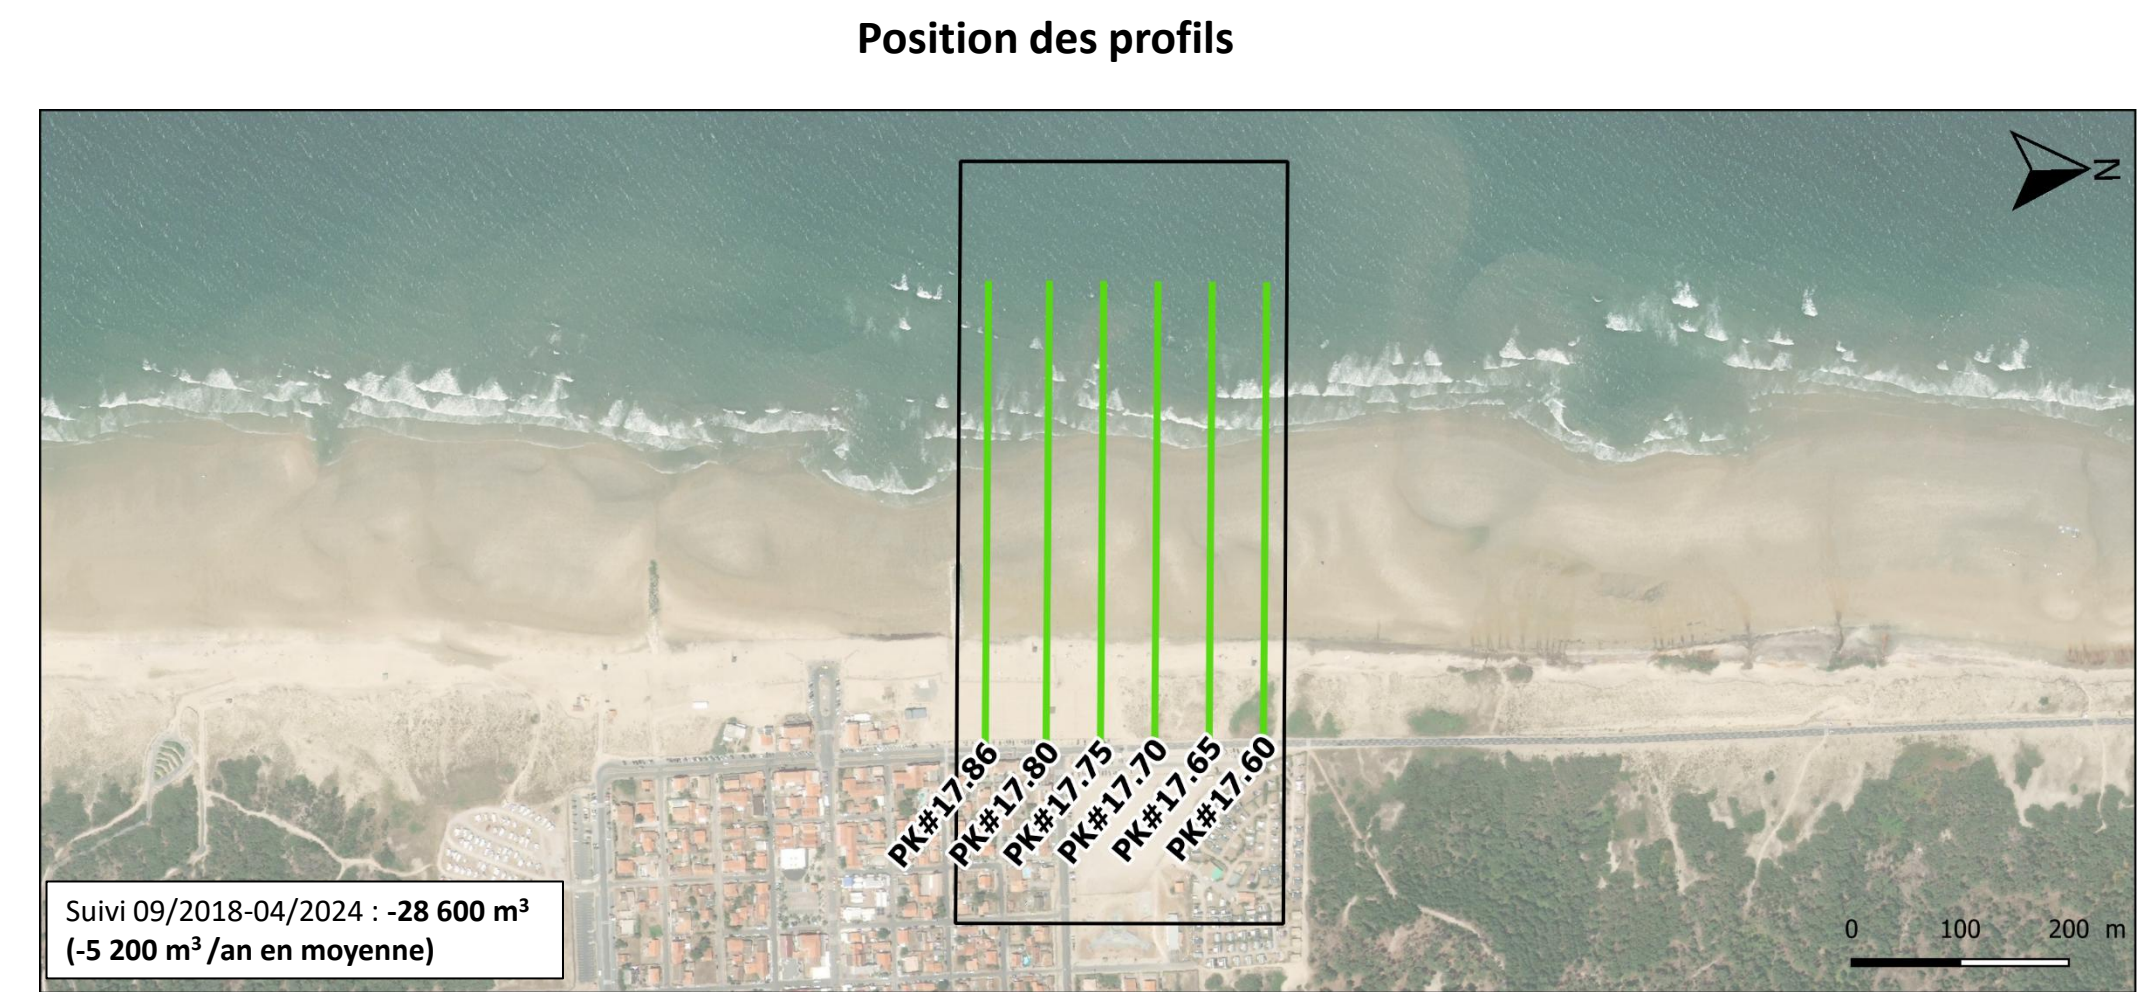 Position des profils
N
PK#17.86
PK#17.80
PK#17.75
PK#17.70
PK#17.65
PK#17.60
Suivi 09/2018-04/2024 : -28 600 m³
(-5 200 m³ /an en moyenne)
0 100 200 m